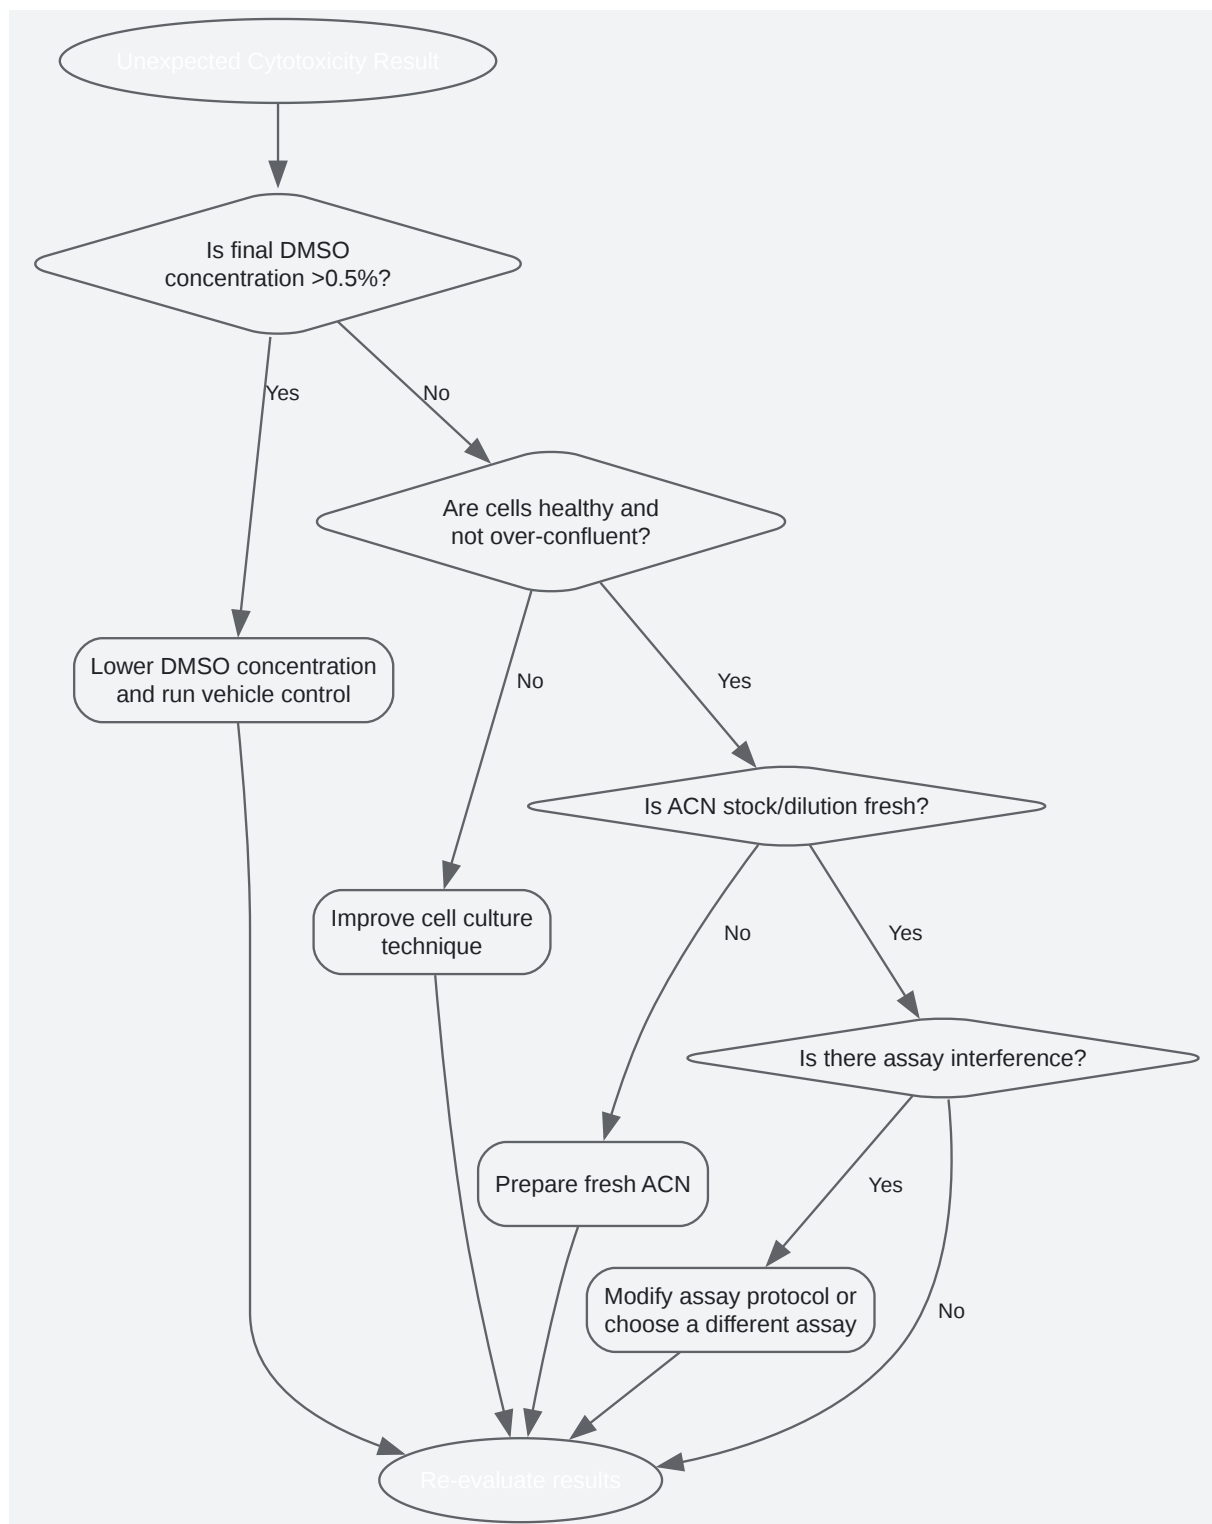 Unexpected Cytotoxicity Result
Is final DMSO
concentration >0.5%?
Yes
No
Are cells healthy and
not over-confluent?
Lower DMSO concentration
and run vehicle control
No
Yes
Is ACN stock/dilution fresh?
Improve cell culture
technique
No
Yes
Is there assay interference?
Prepare fresh ACN
Yes
Modify assay protocol or
choose a different assay
No
Re-evaluate results